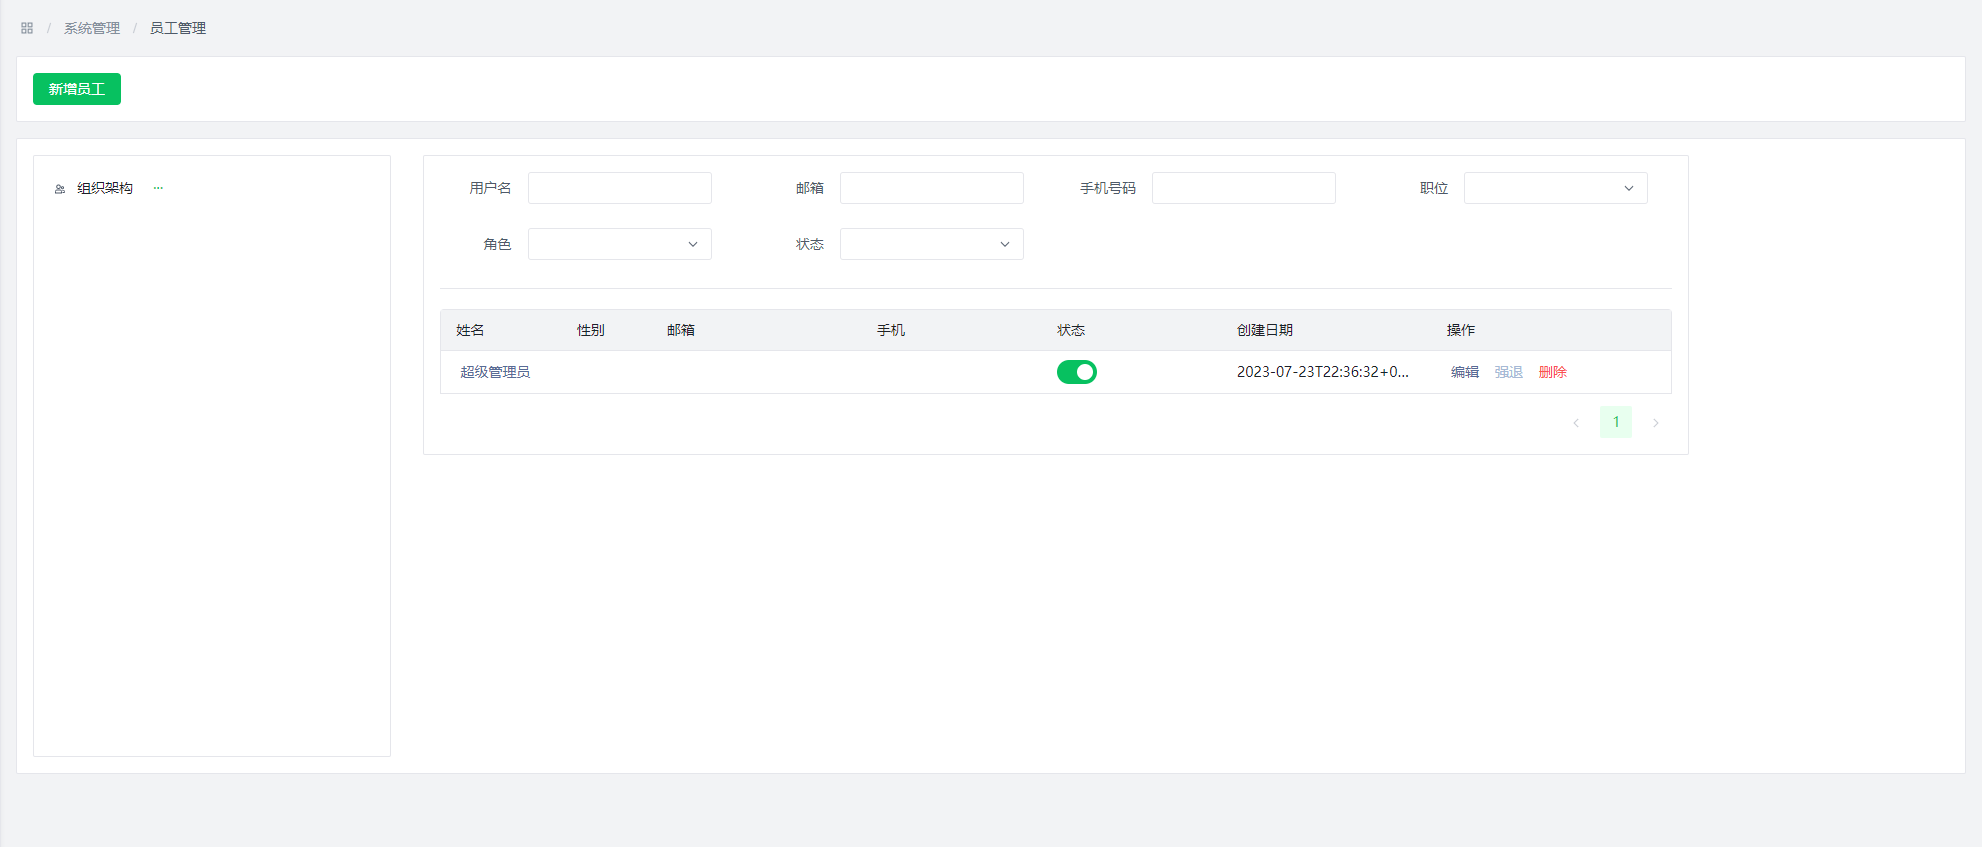 / 系统管理 / 员工管理
新增员工
组织架构 ···
用户名 邮箱 手机号码 职位
角色 状态
姓名 性别 邮箱 手机 状态 创建日期 操作
超级管理员 2023-07-23T22:36:32+0... 编辑 强退 删除
1